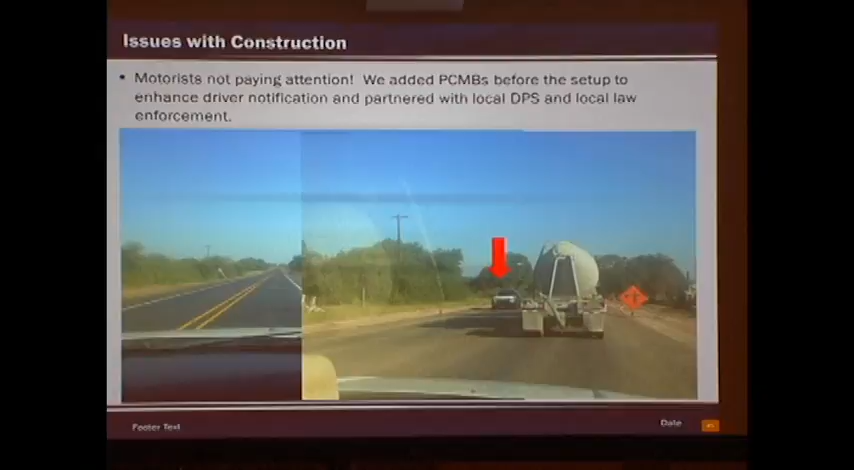 Issues with Construction
• Motorists not paying attention! We added PCMBs before the setup to
enhance driver notification and partnered with local DPS and local law
enforcement.
Footer Text
Date